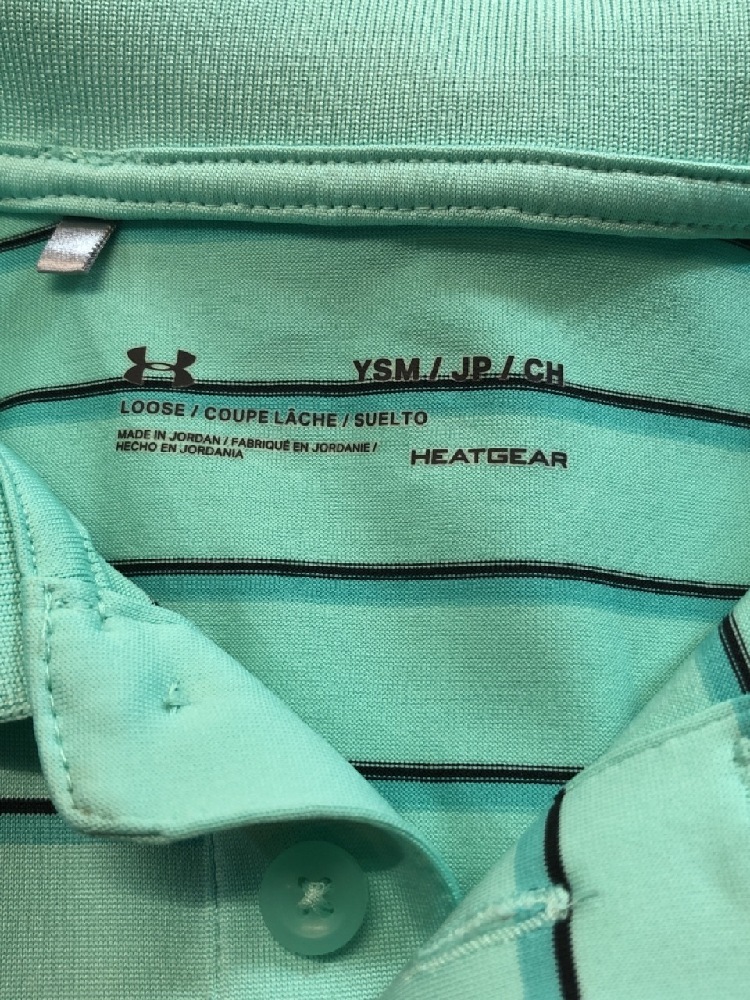 YSM / JP / CH
LOOSE / COUPE LÂCHE / SUELTO
MADE IN JORDAN / FABRIQUÉ EN JORDANIE /
HECHO EN JORDANIA
HEATGEAR